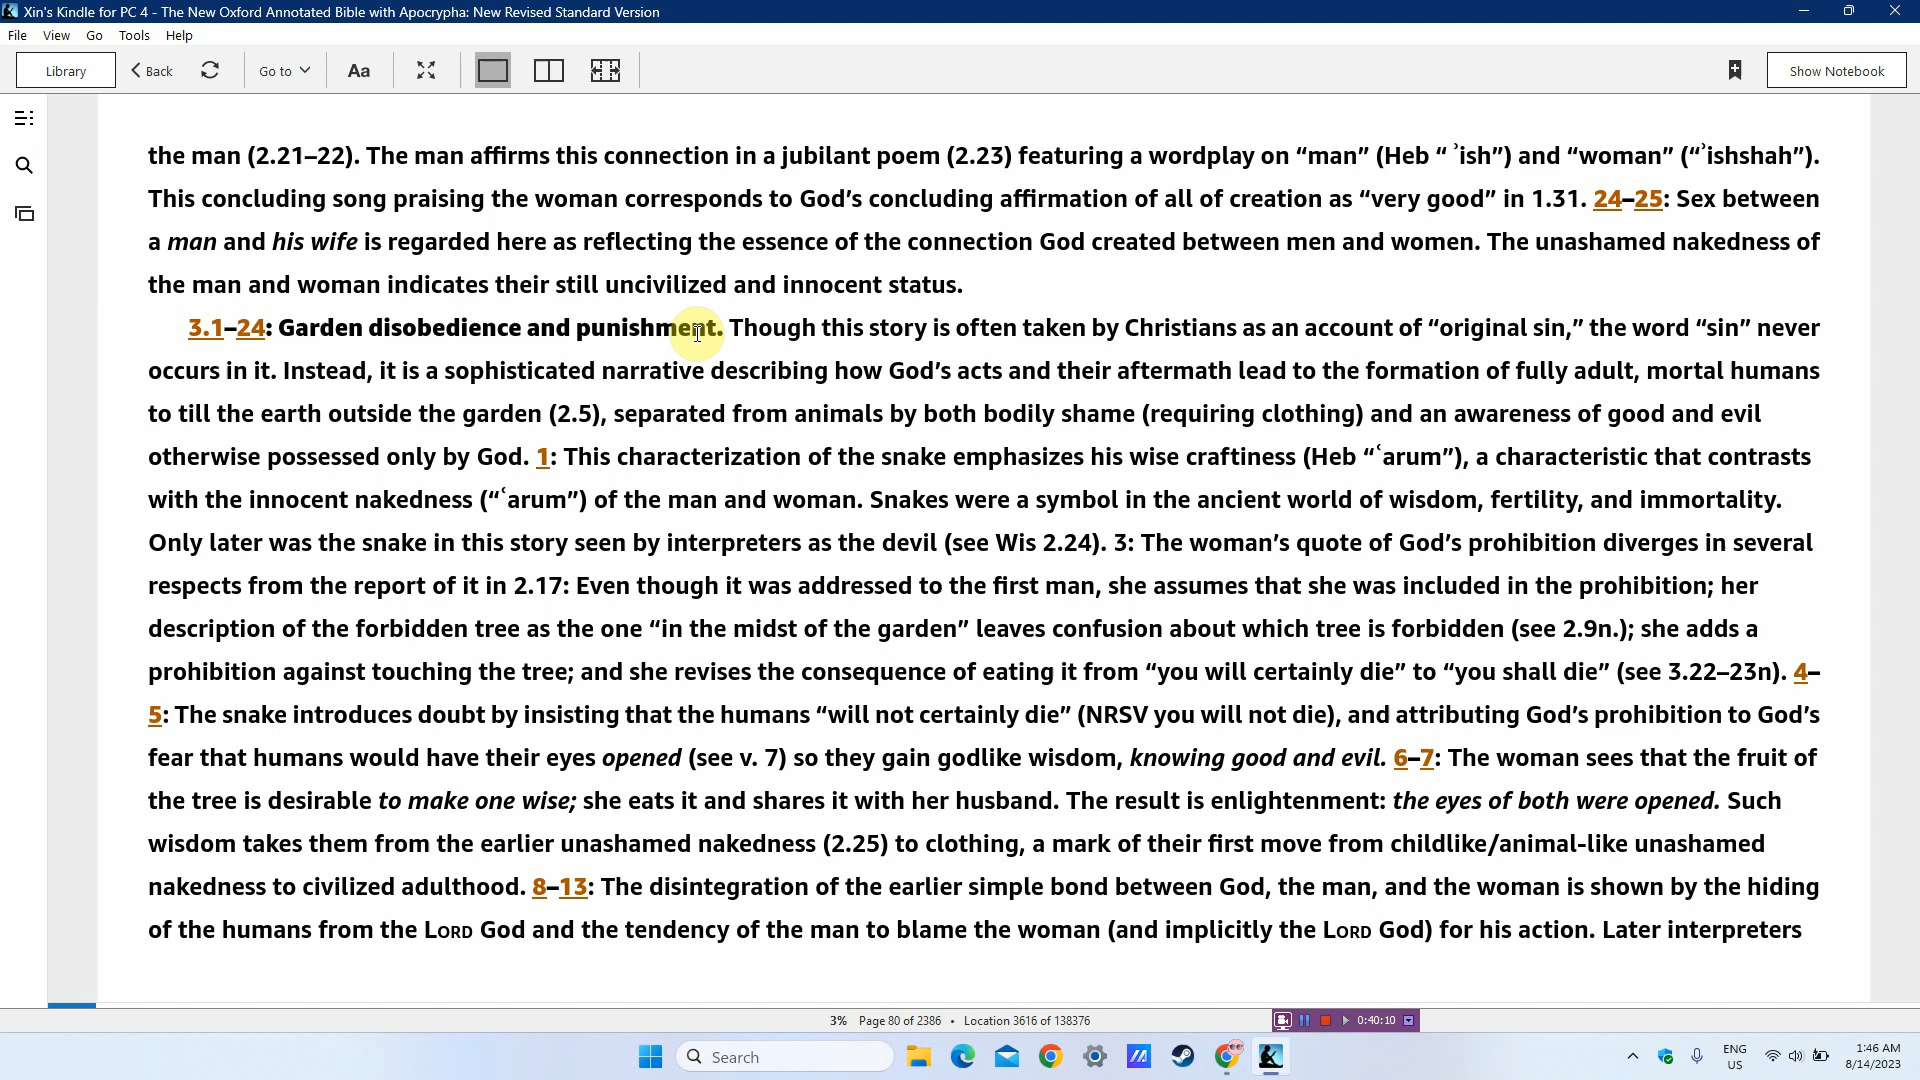 Xin's Kindle for PC 4 - The New Oxford Annotated Bible with Apocrypha: New Revised Standard Version
File View Go Tools Help
Library Back Go to Aa Show Notebook
the man (2.21–22). The man affirms this connection in a jubilant poem (2.23) featuring a wordplay on “man” (Heb “ ʾish”) and “woman” (“ʾishshah”).
This concluding song praising the woman corresponds to God’s concluding affirmation of all of creation as “very good” in 1.31. 24–25: Sex between
a man and his wife is regarded here as reflecting the essence of the connection God created between men and women. The unashamed nakedness of
the man and woman indicates their still uncivilized and innocent status.
3.1–24: Garden disobedience and punishment. Though this story is often taken by Christians as an account of “original sin,” the word “sin” never
occurs in it. Instead, it is a sophisticated narrative describing how God’s acts and their aftermath lead to the formation of fully adult, mortal humans
to till the earth outside the garden (2.5), separated from animals by both bodily shame (requiring clothing) and an awareness of good and evil
otherwise possessed only by God. 1: This characterization of the snake emphasizes his wise craftiness (Heb “ʿarum”), a characteristic that contrasts
with the innocent nakedness (“ʿarum”) of the man and woman. Snakes were a symbol in the ancient world of wisdom, fertility, and immortality.
Only later was the snake in this story seen by interpreters as the devil (see Wis 2.24). 3: The woman’s quote of God’s prohibition diverges in several
respects from the report of it in 2.17: Even though it was addressed to the first man, she assumes that she was included in the prohibition; her
description of the forbidden tree as the one “in the midst of the garden” leaves confusion about which tree is forbidden (see 2.9n.); she adds a
prohibition against touching the tree; and she revises the consequence of eating it from “you will certainly die” to “you shall die” (see 3.22–23n). 4–
5: The snake introduces doubt by insisting that the humans “will not certainly die” (NRSV you will not die), and attributing God’s prohibition to God’s
fear that humans would have their eyes opened (see v. 7) so they gain godlike wisdom, knowing good and evil. 6–7: The woman sees that the fruit of
the tree is desirable to make one wise; she eats it and shares it with her husband. The result is enlightenment: the eyes of both were opened. Such
wisdom takes them from the earlier unashamed nakedness (2.25) to clothing, a mark of their first move from childlike/animal-like unashamed
nakedness to civilized adulthood. 8–13: The disintegration of the earlier simple bond between God, the man, and the woman is shown by the hiding
of the humans from the LORD God and the tendency of the man to blame the woman (and implicitly the LORD God) for his action. Later interpreters
3% Page 80 of 2386 • Location 3616 of 138376
0:40:10
Search
ENG
US
1:46 AM
8/14/2023